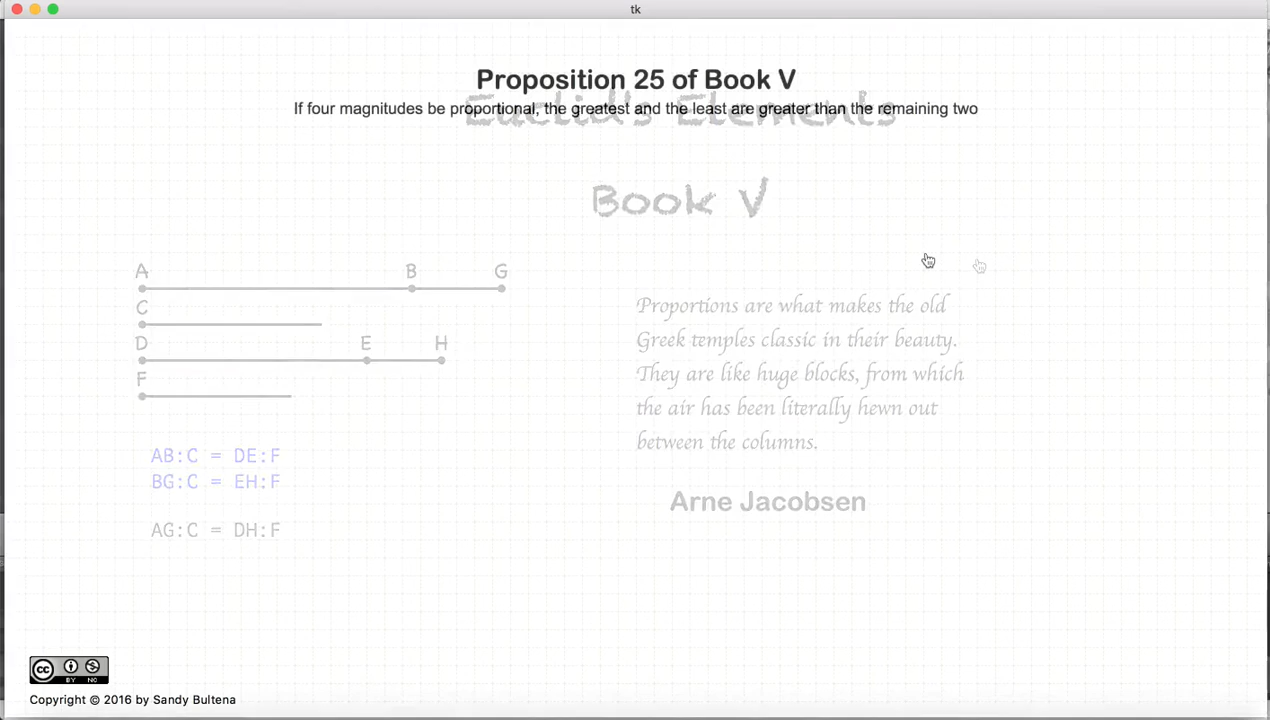 tk
Proposition 25 of Book V
If four magnitudes be proportional, the greatest and the least are greater than the remaining two
Euclid's Elements
Book V
A B G
C
D E H
F
Proportions are what makes the old
Greek temples classic in their beauty.
They are like huge blocks, from which
the air has been literally hewn out
between the columns.
Arne Jacobsen
AB:C = DE:F
BG:C = EH:F
AG:C = DH:F
cc
BY NC
Copyright © 2016 by Sandy Bultena